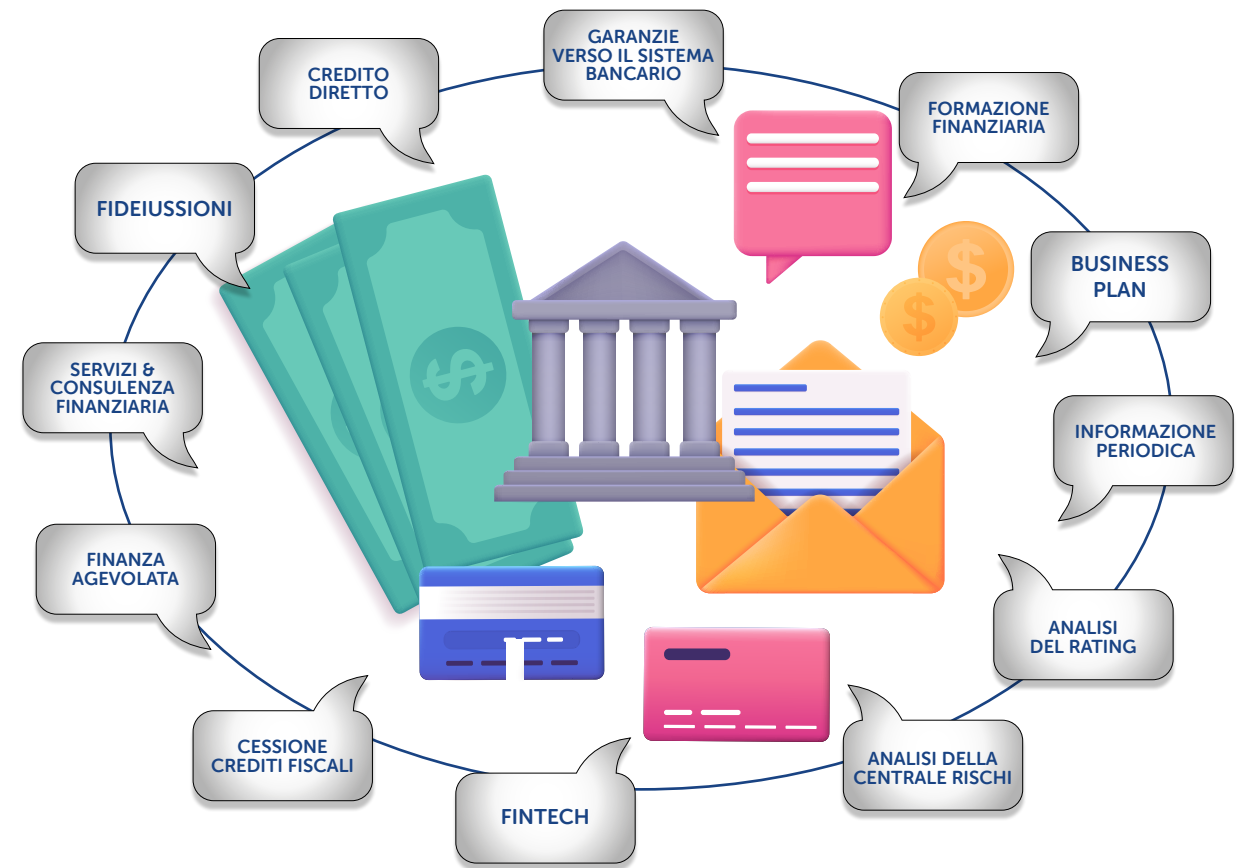 GARANZIE
VERSO IL SISTEMA
BANCARIO
FORMAZIONE
FINANZIARIA
BUSINESS
PLAN
INFORMAZIONE
PERIODICA
ANALISI
DEL RATING
ANALISI DELLA
CENTRALE RISCHI
FINTECH
CESSIONE
CREDITI FISCALI
FINANZA
AGEVOLATA
SERVIZI &
CONSULENZA
FINANZIARIA
FIDEIUSSIONI
CREDITO
DIRETTO
$
$
$